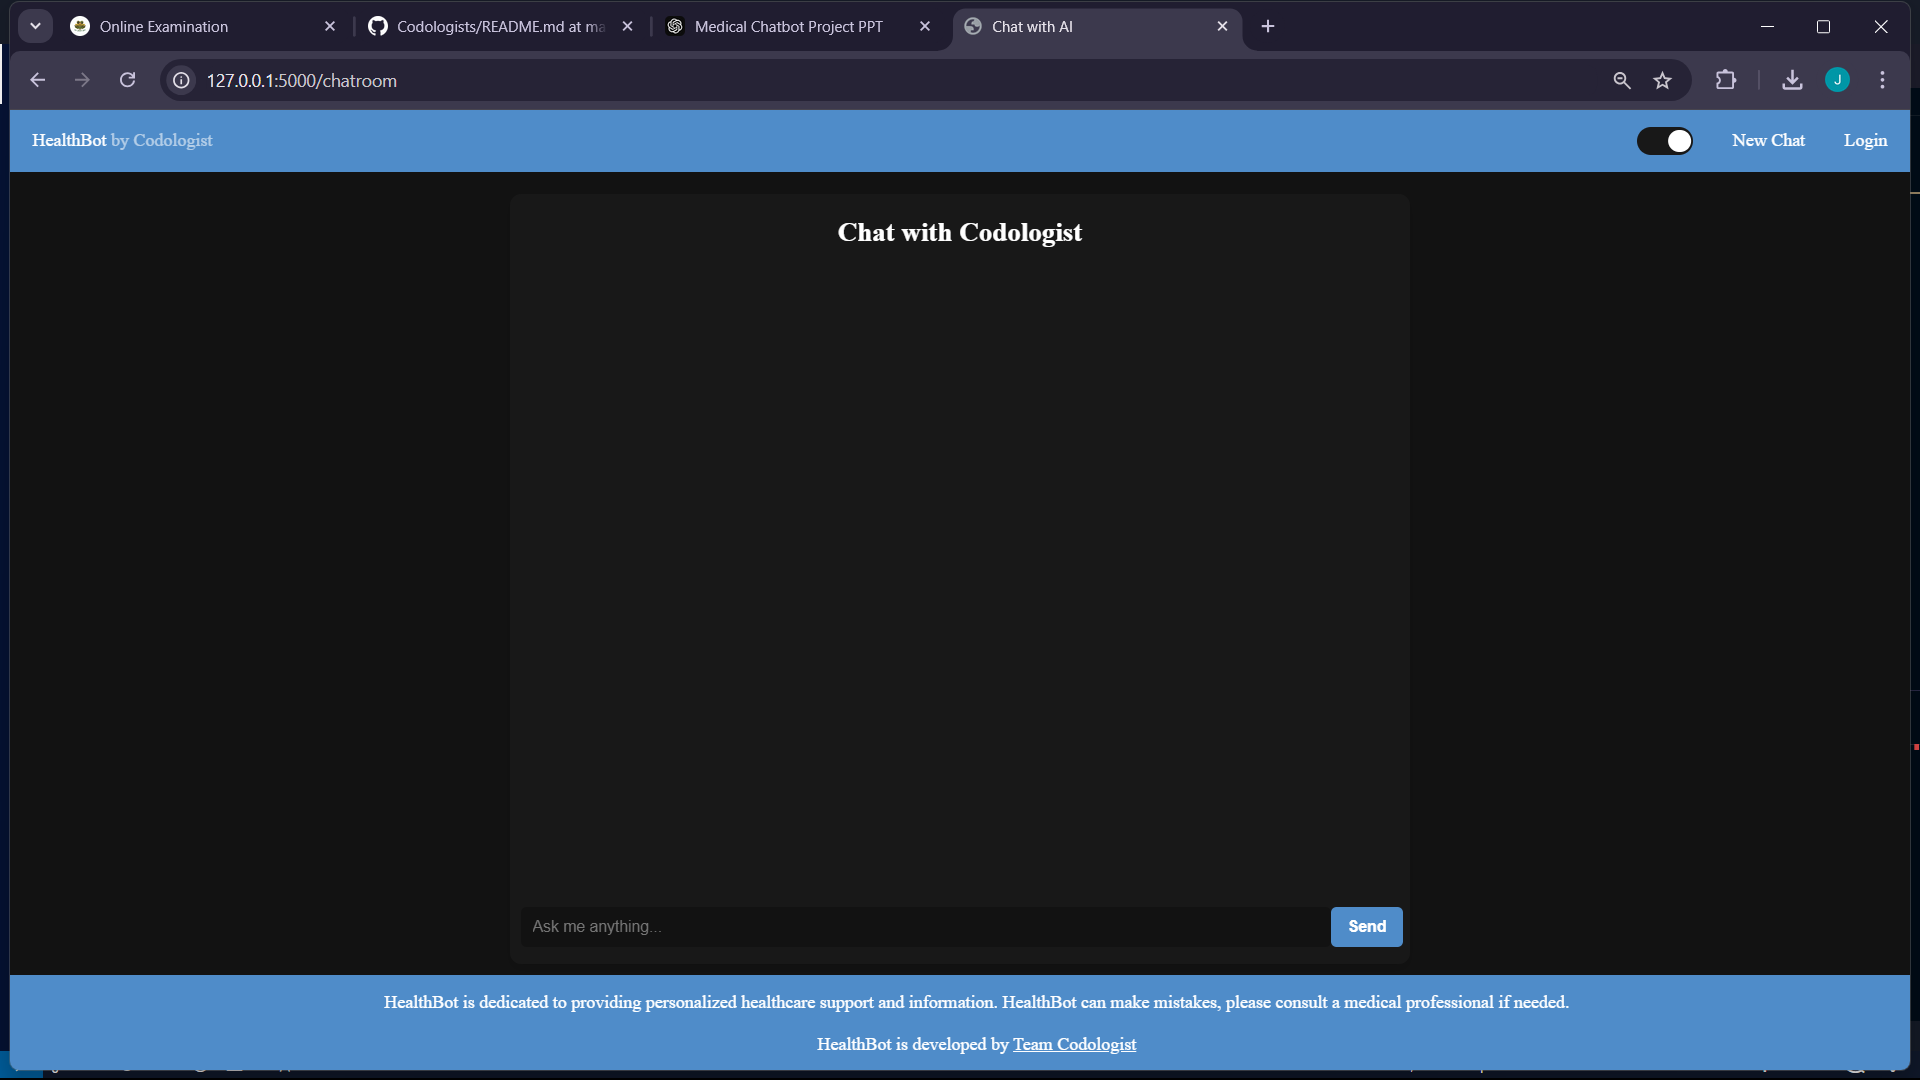 Online Examination
Codologists/README.md at ma
Medical Chatbot Project PPT
Chat with AI
127.0.0.1:5000/chatroom
J
HealthBot by Codologist
New Chat
Login
Chat with Codologist
Ask me anything...
Send
HealthBot is dedicated to providing personalized healthcare support and information. HealthBot can make mistakes, please consult a medical professional if needed.
HealthBot is developed by Team Codologist